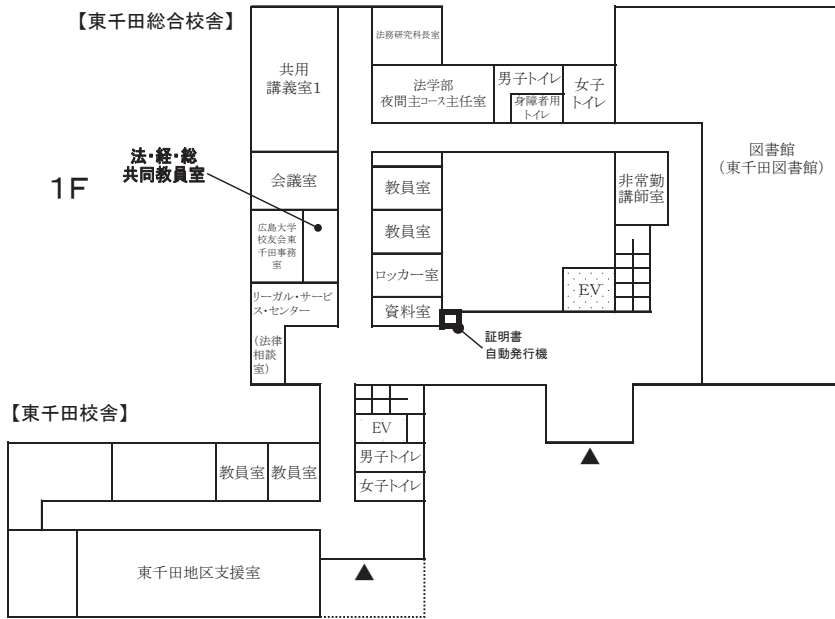 【東千田総合校舎】
法務研究科長室
共用
講義室1
法学部
夜間主コース主任室
男子トイレ
身障者用
トイレ
女子
トイレ
図書館
(東千田図書館)
法・経・総
共同教員室
1F
会議室
教員室
非常勤
講師室
広島大学
校友会東
千田事務
室
教員室
ロッカー室
EV
リーガル・サービ
ス・センター
資料室
(法律
相談
室)
証明書
自動発行機
【東千田校舎】
EV
教員室
教員室
男子トイレ
女子トイレ
東千田地区支援室